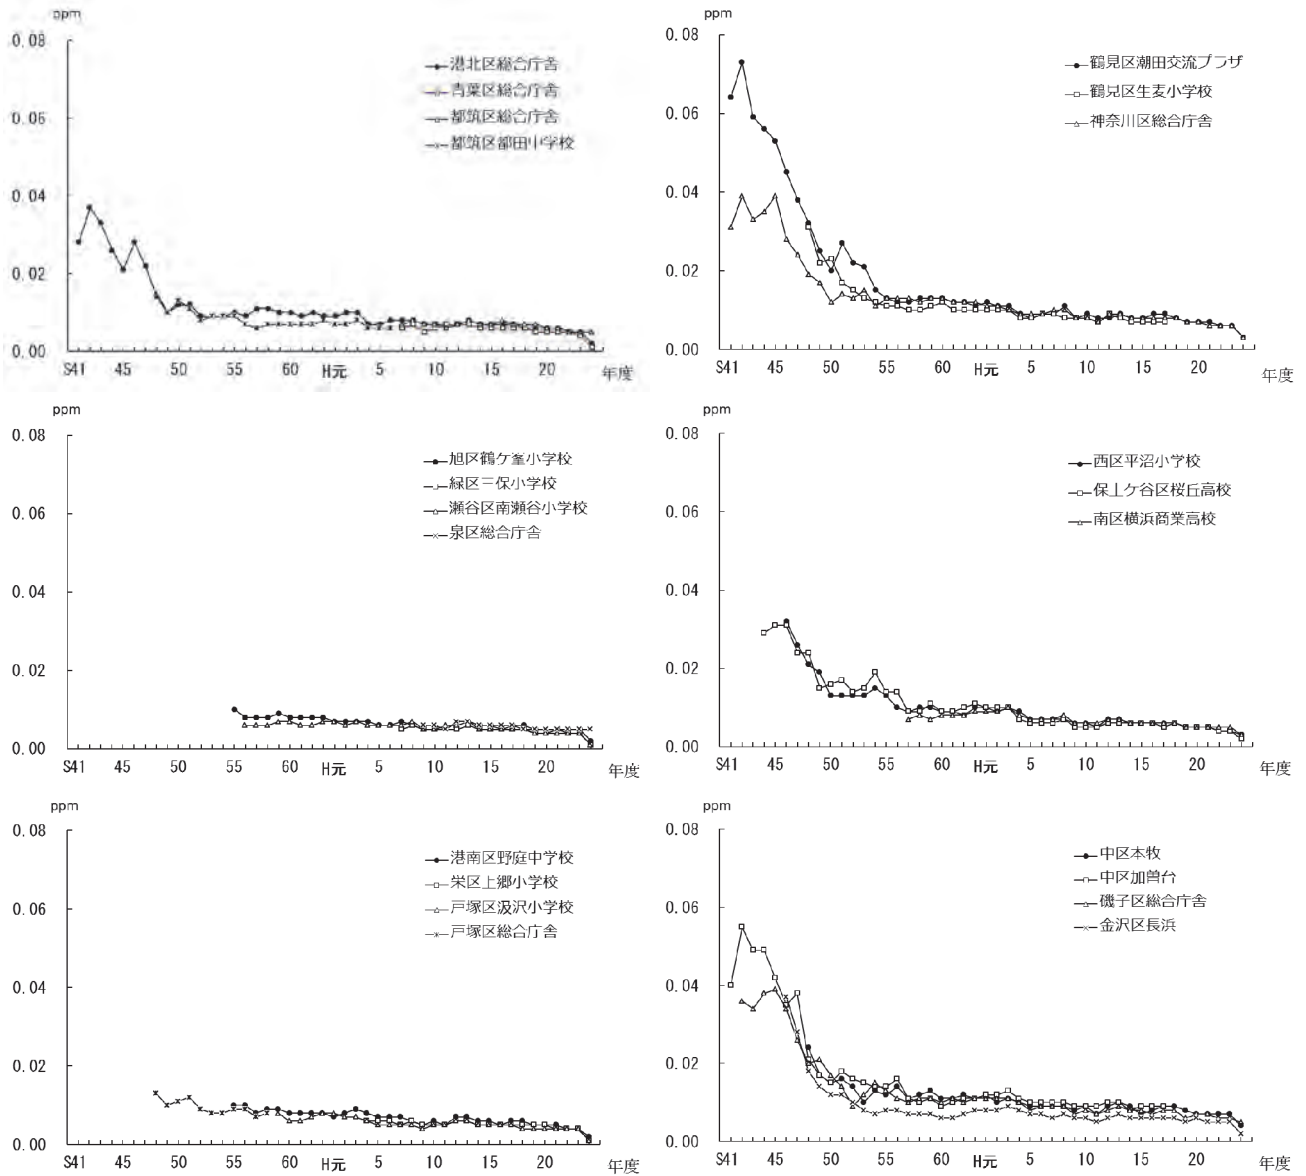 ppm
0.08
0.06
0.04
0.02
0.00
港北区総合庁舎
青葉区総合庁舎
都筑区総合庁舎
都筑区都田中学校
S41 45 50 55 60 H元 5 10 15 20 年度
ppm
0.08
0.06
0.04
0.02
0.00
鶴見区潮田交流プラザ
鶴見区生麦小学校
神奈川区総合庁舎
S41 45 50 55 60 H元 5 10 15 20 年度
ppm
0.08
0.06
0.04
0.02
0.00
旭区鶴ケ峯小学校
緑区三保小学校
瀬谷区南瀬谷小学校
泉区総合庁舎
S41 45 50 55 60 H元 5 10 15 20 年度
ppm
0.08
0.06
0.04
0.02
0.00
西区平沼小学校
保土ケ谷区桜丘高校
南区横浜商業高校
S41 45 50 55 60 H元 5 10 15 20 年度
ppm
0.08
0.06
0.04
0.02
0.00
港南区野庭中学校
栄区上郷小学校
戸塚区汲沢小学校
戸塚区総合庁舎
S41 45 50 55 60 H元 5 10 15 20 年度
ppm
0.08
0.06
0.04
0.02
0.00
中区本牧
中区加曽台
磯子区総合庁舎
金沢区長浜
S41 45 50 55 60 H元 5 10 15 20 年度